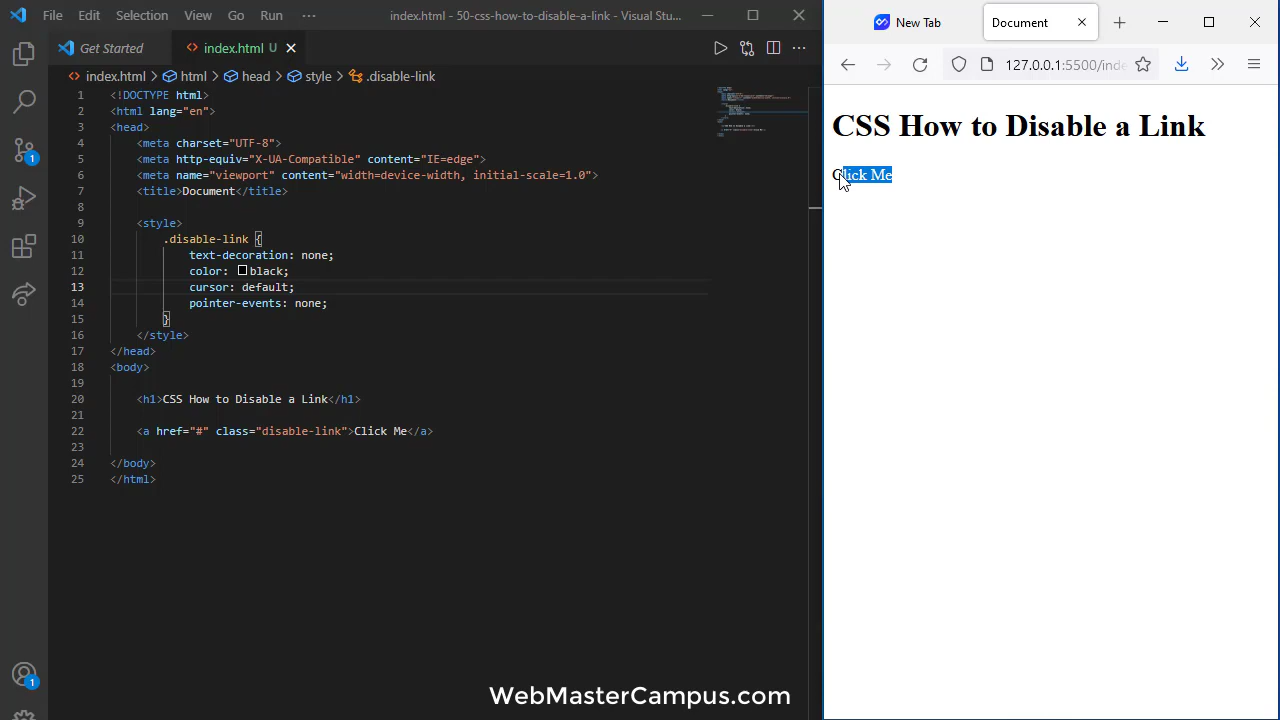 File Edit Selection View Go Run ··· index.html - 50-css-how-to-disable-a-link - Visual Stu...
Get Started index.html U
index.html > html > head > style > .disable-link
1 <!DOCTYPE html>
2 <html lang="en">
3 <head>
4 <meta charset="UTF-8">
5 <meta http-equiv="X-UA-Compatible" content="IE=edge">
6 <meta name="viewport" content="width=device-width, initial-scale=1.0">
7 <title>Document</title>
8
9 <style>
10 .disable-link {
11 text-decoration: none;
12 color: black;
13 cursor: default;
14 pointer-events: none;
15 }
16 </style>
17 </head>
18 <body>
19
20 <h1>CSS How to Disable a Link</h1>
21
22 <a href="#" class="disable-link">Click Me</a>
23
24 </body>
25 </html>
1
1
WebMasterCampus.com
New Tab Document
127.0.0.1:5500/inde
CSS How to Disable a Link
Click Me